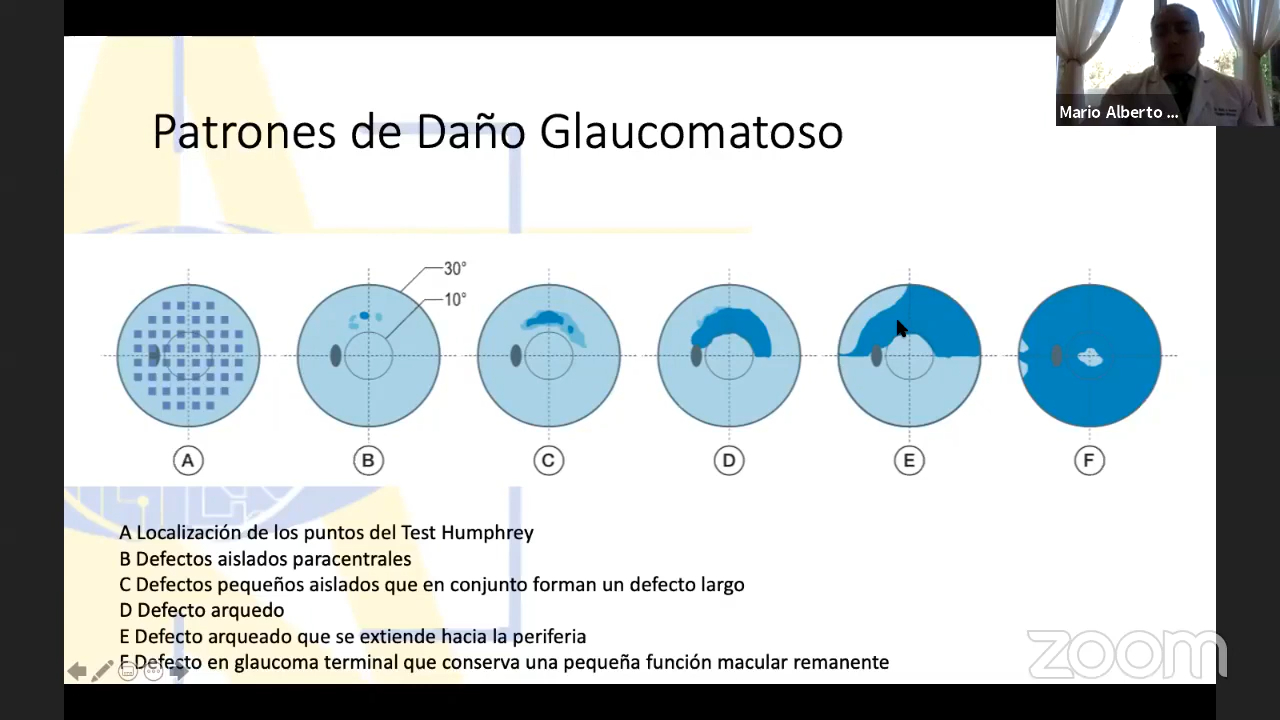 Mario Alberto ...
Patrones de Daño Glaucomatoso
30°
10°
A
B
C
D
E
F
A Localización de los puntos del Test Humphrey
B Defectos aislados paracentrales
C Defectos pequeños aislados que en conjunto forman un defecto largo
D Defecto arquedo
E Defecto arqueado que se extiende hacia la periferia
F Defecto en glaucoma terminal que conserva una pequeña función macular remanente
zoom